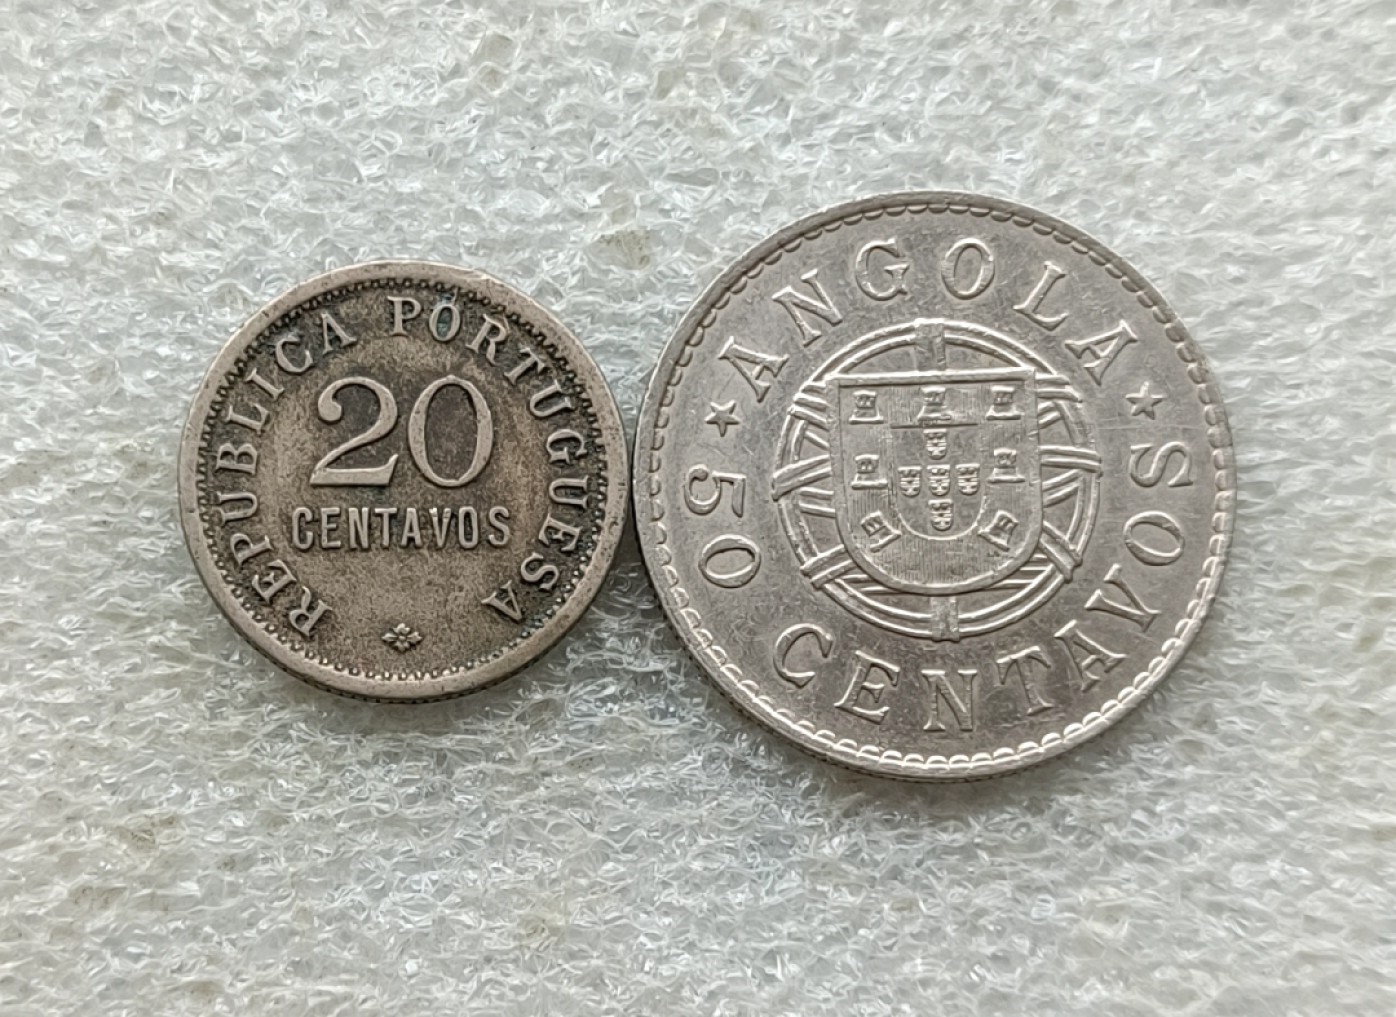 REPUBLICA PORTUGUESA
20
CENTAVOS
ANGOLA
50 CENTAVOS